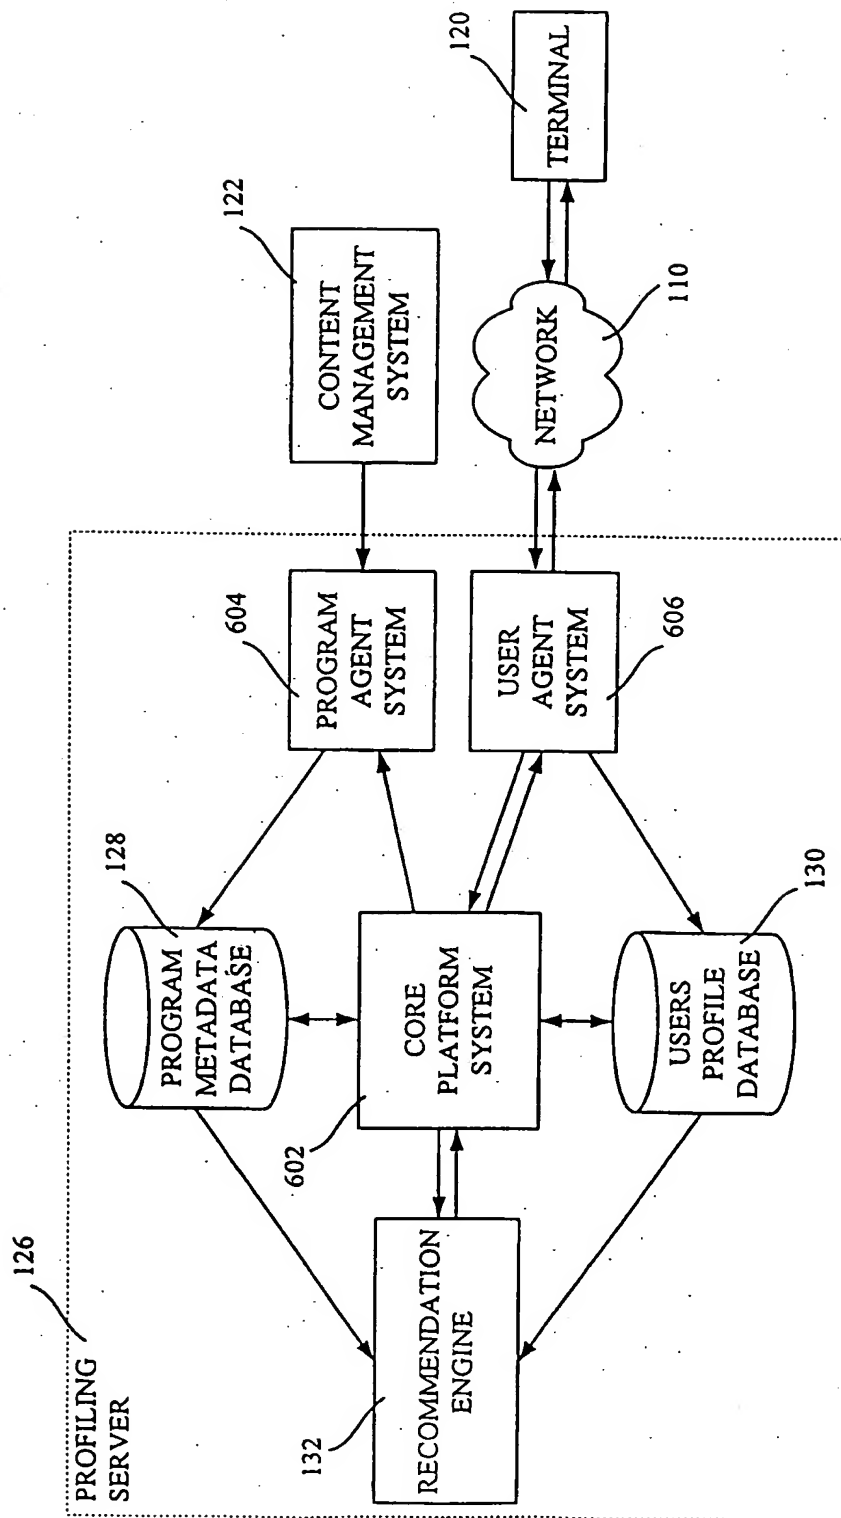 PROFILING
SERVER
126
RECOMMENDATION
ENGINE
132
PROGRAM
METADATA
DATABASE
128
CORE
PLATFORM
SYSTEM
602
USERS
PROFILE
DATABASE
130
PROGRAM
AGENT
SYSTEM
604
USER
AGENT
SYSTEM
606
CONTENT
MANAGEMENT
SYSTEM
122
NETWORK
110
TERMINAL
120